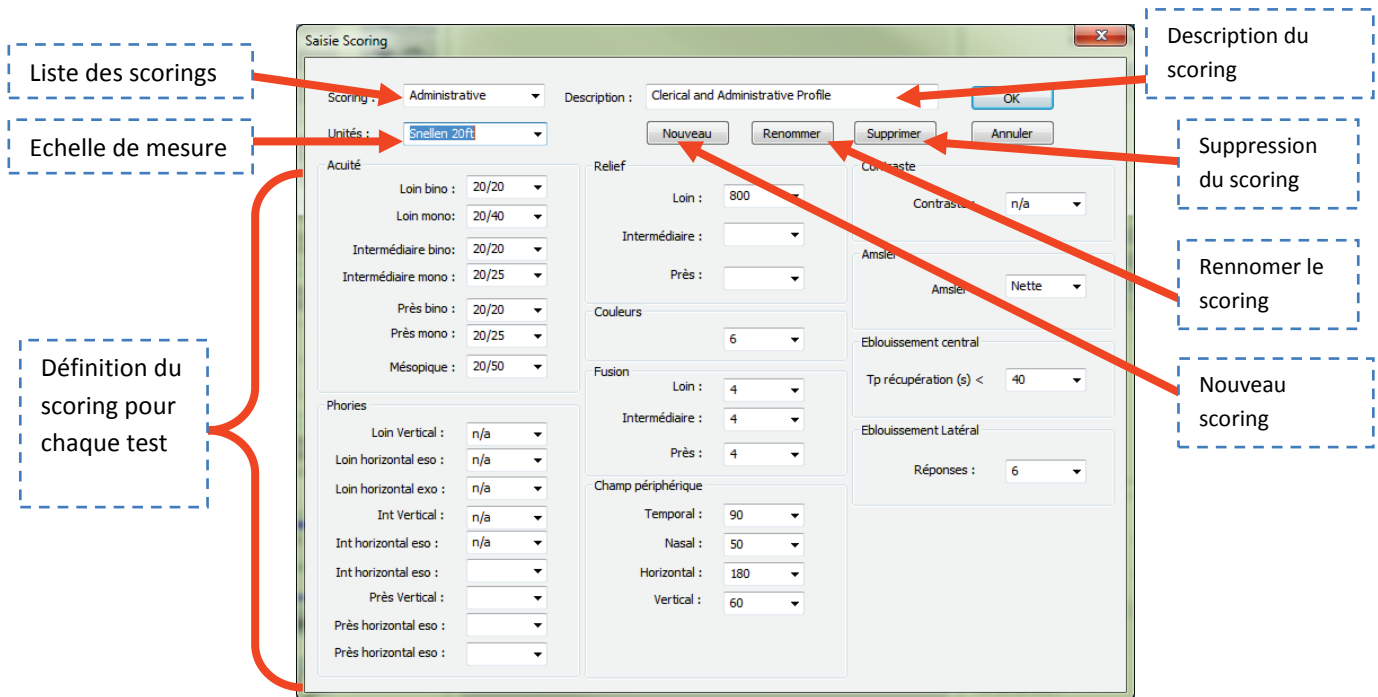 Saisie Scoring
Liste des scorings
Echelle de mesure
Définition du
scoring pour
chaque test
Description du
scoring
Suppression
du scoring
Rennomer le
scoring
Nouveau
scoring
Scoring : Administrative
Description : Clerical and Administrative Profile
OK
Unités : Snellen 20ft
Nouveau
Renommer
Supprimer
Annuler
Acuité
Loin bino : 20/20
Loin mono: 20/40
Intermédiaire bino: 20/20
Intermédiaire mono : 20/25
Près bino : 20/20
Près mono : 20/25
Mésopique : 20/50
Phories
Loin Vertical : n/a
Loin horizontal eso : n/a
Loin horizontal exo : n/a
Int Vertical : n/a
Int horizontal eso : n/a
Int horizontal eso :
Près Vertical :
Près horizontal eso :
Près horizontal eso :
Relief
Loin : 800
Intermédiaire :
Près :
Couleurs
6
Fusion
Loin : 4
Intermédiaire : 4
Près : 4
Champ périphérique
Temporal : 90
Nasal : 50
Horizontal : 180
Vertical : 60
Contraste
Contraste : n/a
Amsler
Amsler Nette
Eblouissement central
Tp récupération (s) < 40
Eblouissement Latéral
Réponses : 6